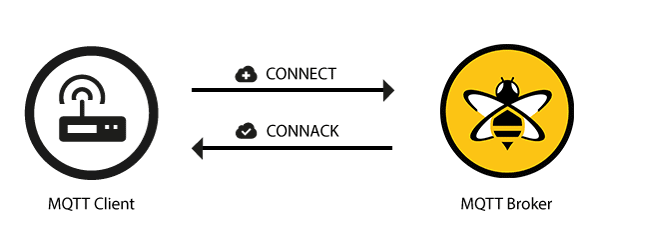 CONNECT
CONNACK
MQTT Client
MQTT Broker